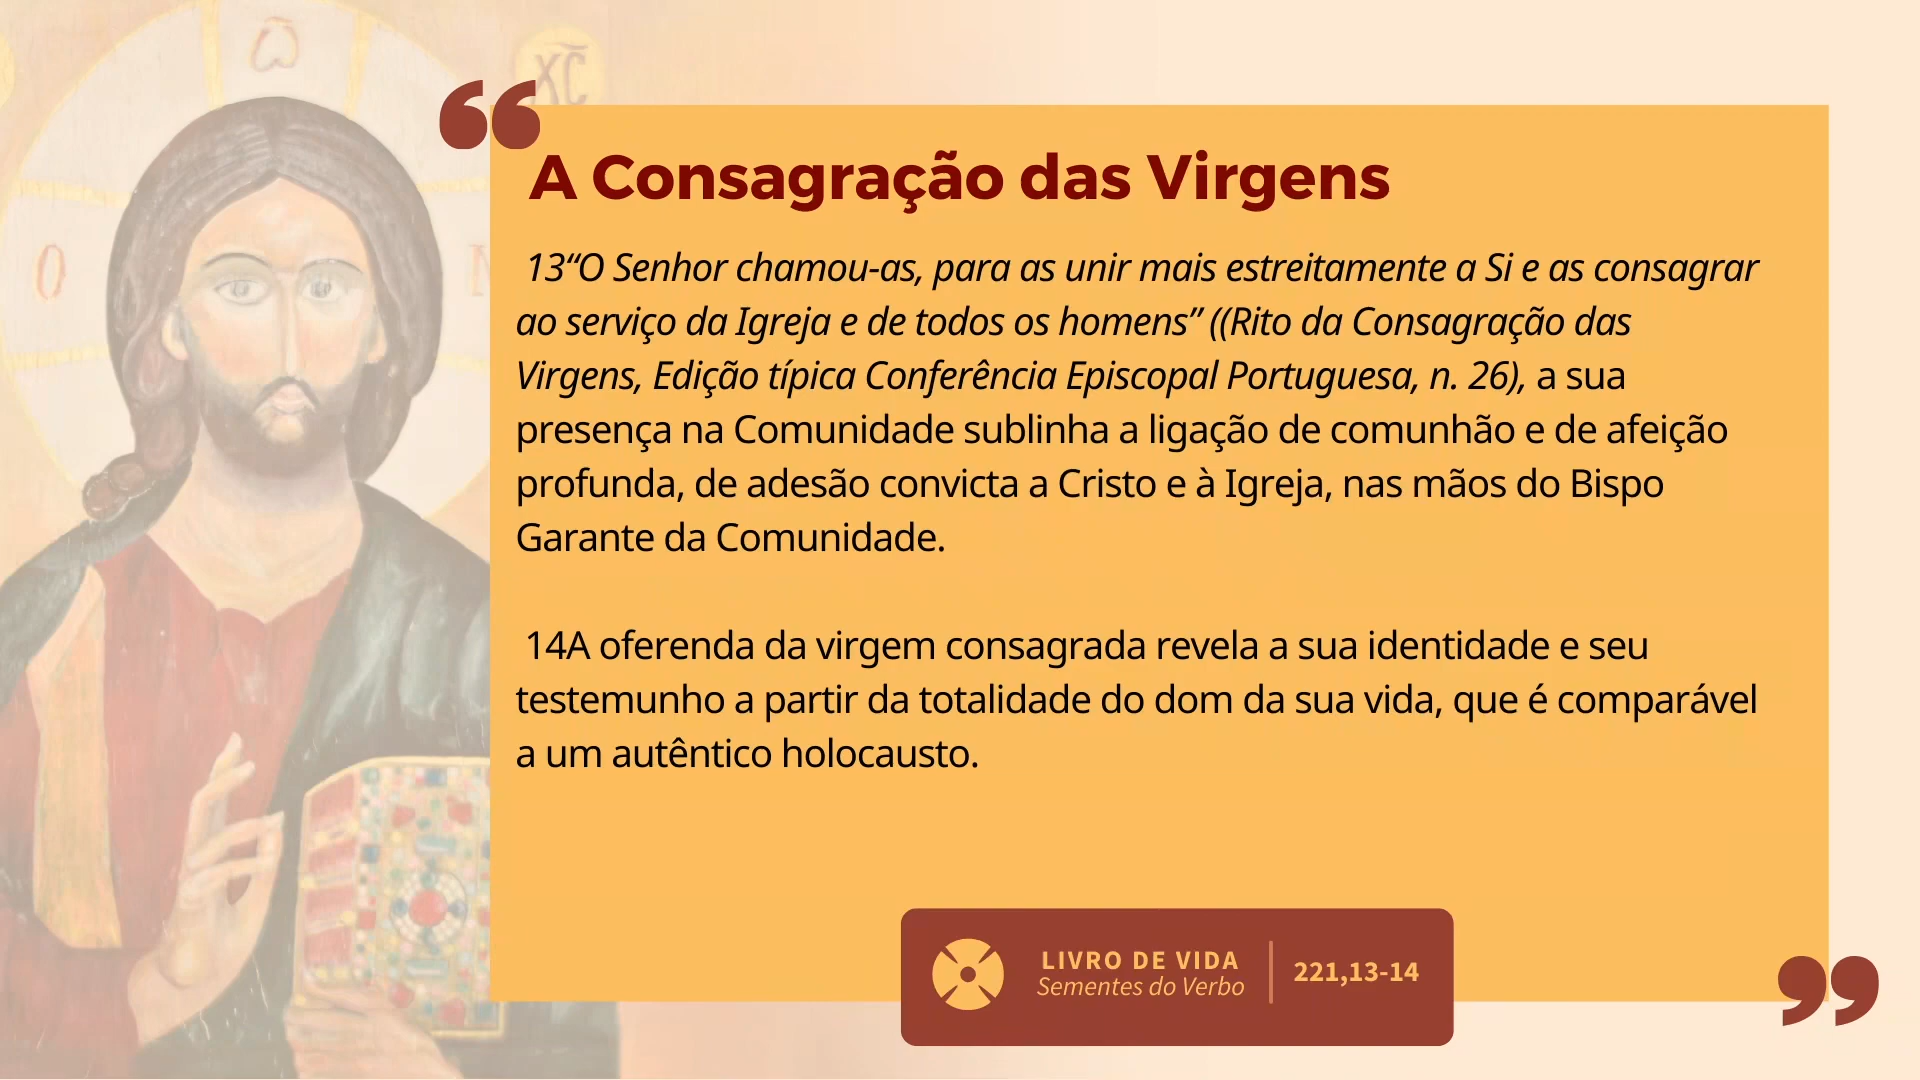 Ѡ
XC
O
N
“
A Consagração das Virgens
13“O Senhor chamou-as, para as unir mais estreitamente a Si e as consagrar
ao serviço da Igreja e de todos os homens” ((Rito da Consagração das
Virgens, Edição típica Conferência Episcopal Portuguesa, n. 26), a sua
presença na Comunidade sublinha a ligação de comunhão e de afeição
profunda, de adesão convicta a Cristo e à Igreja, nas mãos do Bispo
Garante da Comunidade.
14A oferenda da virgem consagrada revela a sua identidade e seu
testemunho a partir da totalidade do dom da sua vida, que é comparável
a um autêntico holocausto.
LIVRO DE VIDA
Sementes do Verbo
221,13-14
”